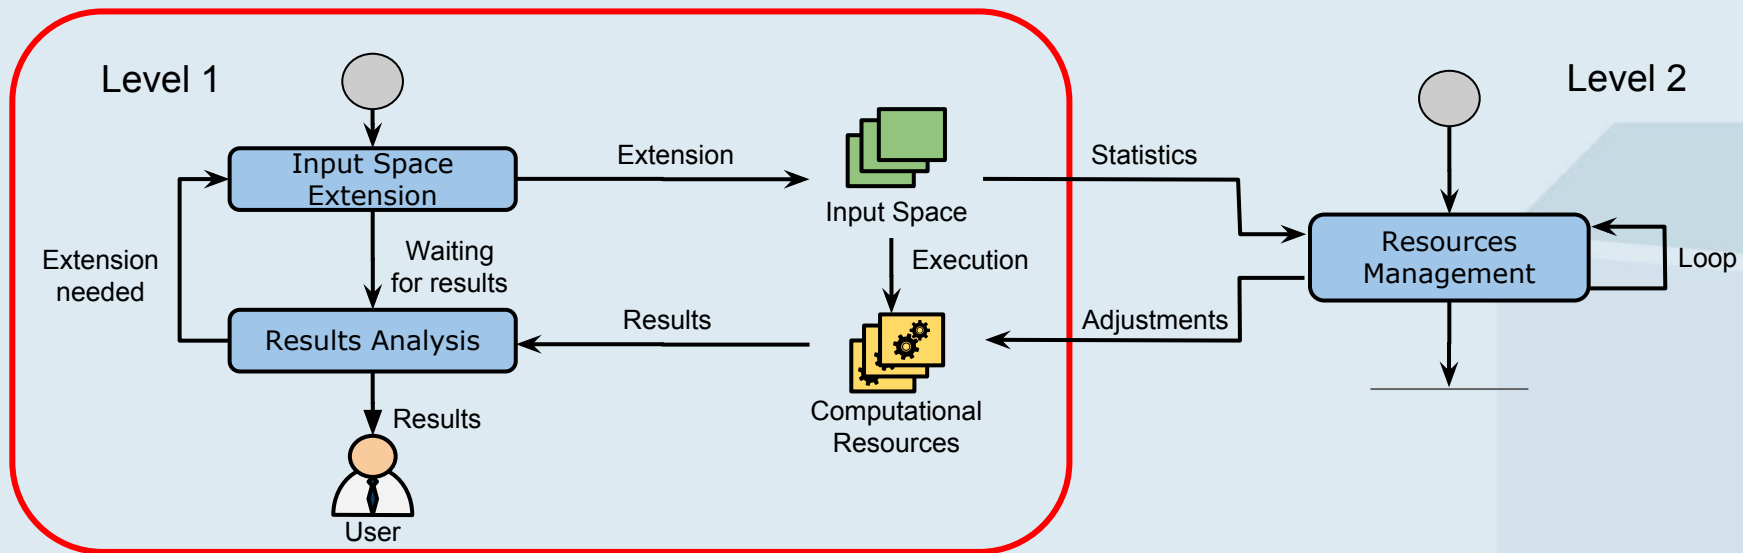 Level 1
Level 2
Input Space
Extension
Extension
Statistics
Input Space
Resources
Management
Loop
Extension
needed
Waiting
for results
Execution
Results Analysis
Results
Adjustments
Computational
Resources
Results
User